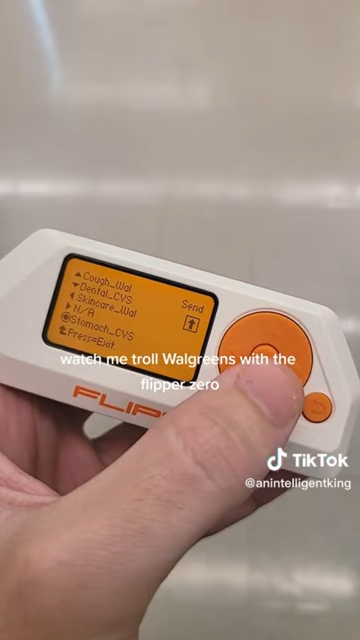 Cough_Wal
Dental_CVS
Skincare_Wal
N/A
Stomach_CVS
Press=Exit
Send
watch me troll Walgreens with the
flipper zero
FLIP
TikTok
@anintelligentking